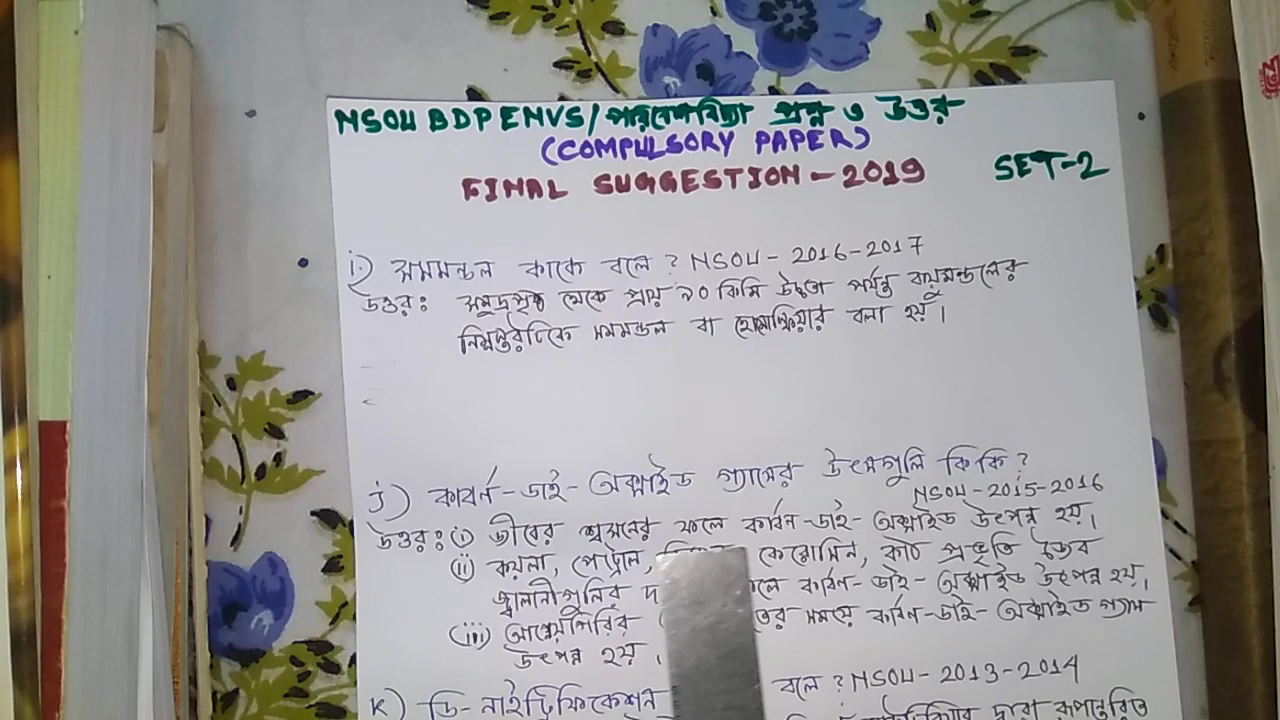 NSOU BDP ENVS/পরিবেশবিদ্যা প্রশ্ন ও উত্তর
(COMPULSORY PAPER)
FINAL SUGGESTION - 2019 SET-2
i) সমমন্ডল কাকে বলে ? NSOU - 2016-2017
উত্তরঃ সমুদ্রপৃষ্ঠ থেকে প্রায় ৯০ কিমি উচ্চতা পর্যন্ত বায়ুমন্ডলের
নিম্নস্তরটিকে সমমন্ডল বা হোমোস্ফিয়ার বলা হয়।
j) কার্বন-ডাই-অক্সাইড গ্যাসের উৎসগুলি কি কি ?
NSOU-2015-2016
উত্তরঃ (i) জীবের শ্বসনের ফলে কার্বন-ডাই-অক্সাইড উৎপন্ন হয়।
(ii) কয়লা, পেট্রোল, কেরোসিন, কাঠ প্রভৃতি জৈব
জ্বালানীগুলির কার্বন-ডাই-অক্সাইড উৎপন্ন হয়।
(iii) আগ্নেয়গিরির সময়ে কার্বন-ডাই-অক্সাইড গ্যাস
উৎপন্ন হয়।
K) ডি-নাইট্রিফিকেশন বলে ? NSOU - 2013-2014
দ্বারা রূপান্তরিত